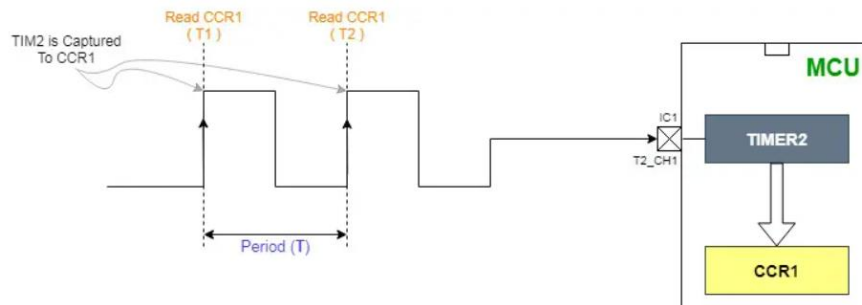 Read CCR1
( T1 )
Read CCR1
( T2 )
TIM2 is Captured
To CCR1
MCU
IC1
TIMER2
T2_CH1
Period (T)
CCR1